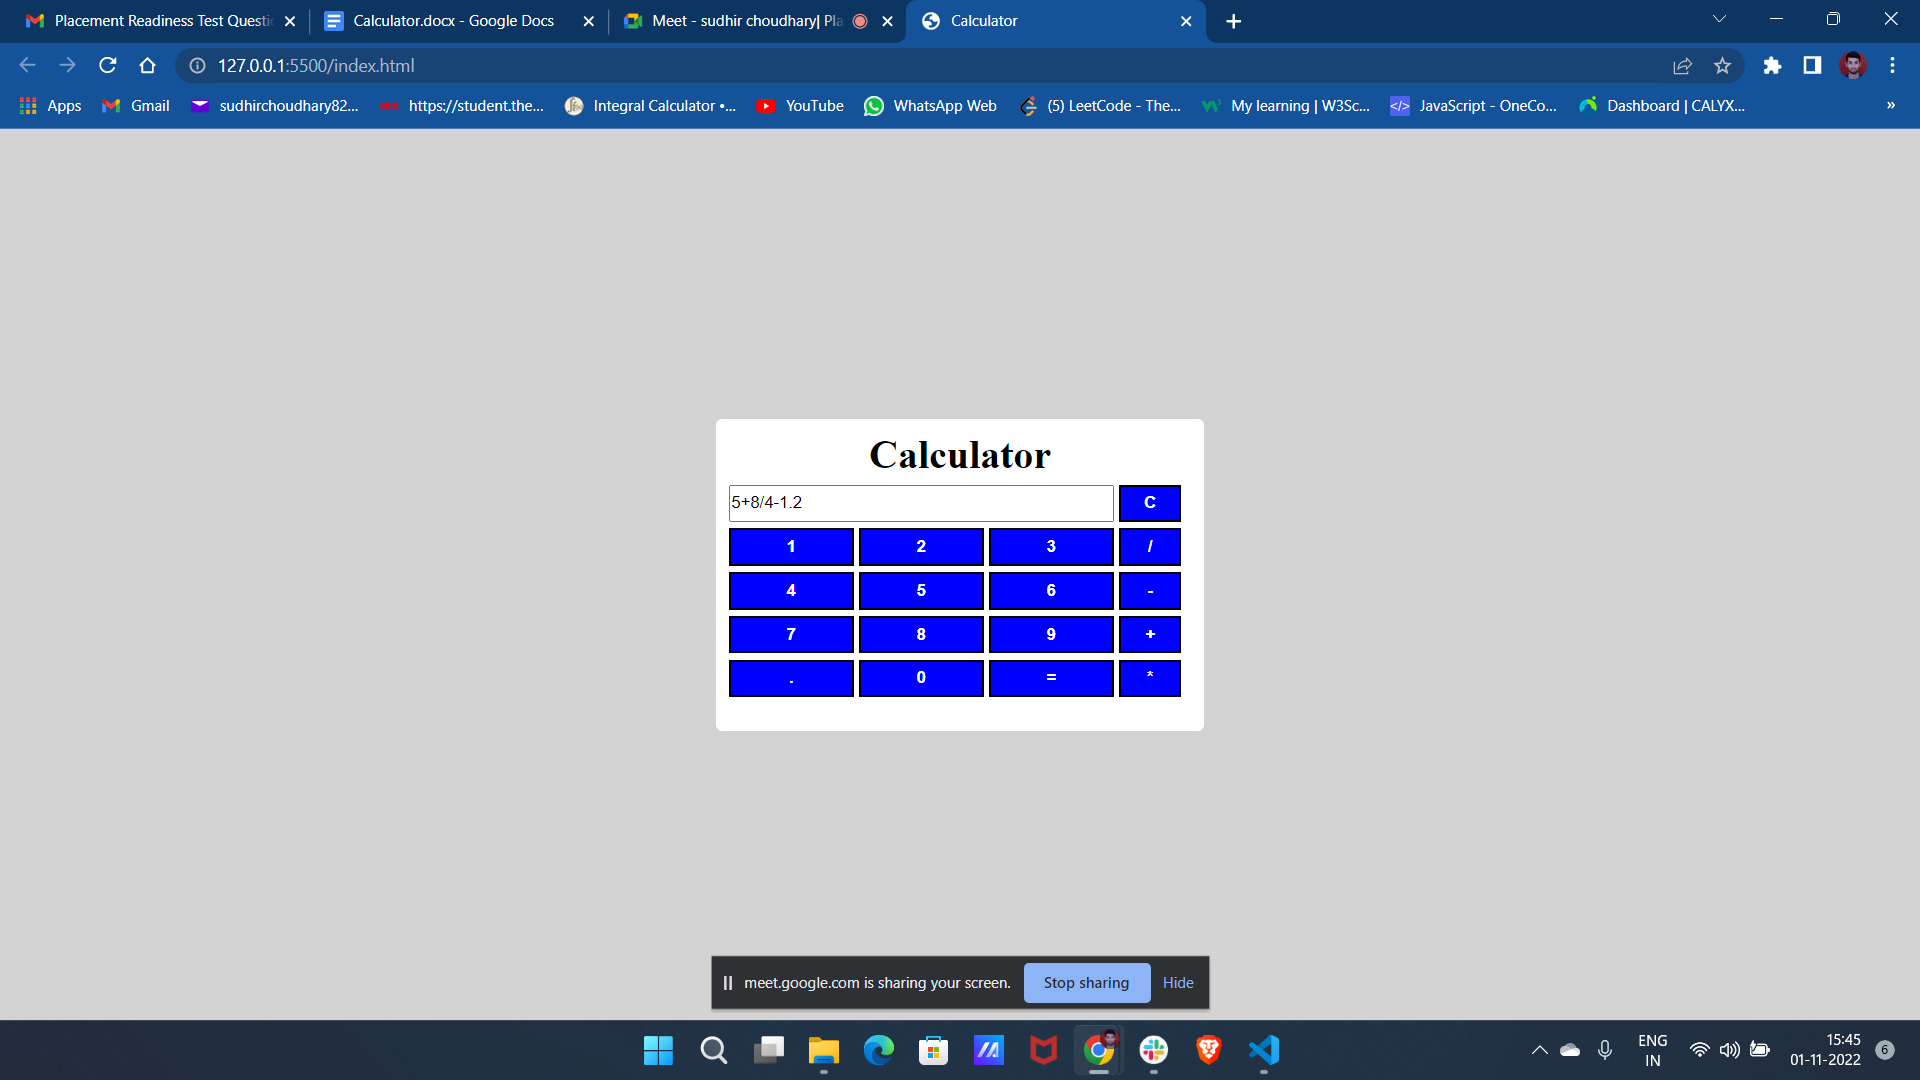 Placement Readiness Test Questi
Calculator.docx - Google Docs
Meet - sudhir choudhary| Pla
Calculator
127.0.0.1:5500/index.html
Apps
Gmail
sudhirchoudhary82...
https://student.the...
Integral Calculator •...
YouTube
WhatsApp Web
(5) LeetCode - The...
My learning | W3Sc...
JavaScript - OneCo...
Dashboard | CALYX...
»
Calculator
5+8/4-1.2 C
1 2 3 /
4 5 6 -
7 8 9 +
. 0 = *
meet.google.com is sharing your screen. Stop sharing Hide
ENG
IN
15:45
01-11-2022
6